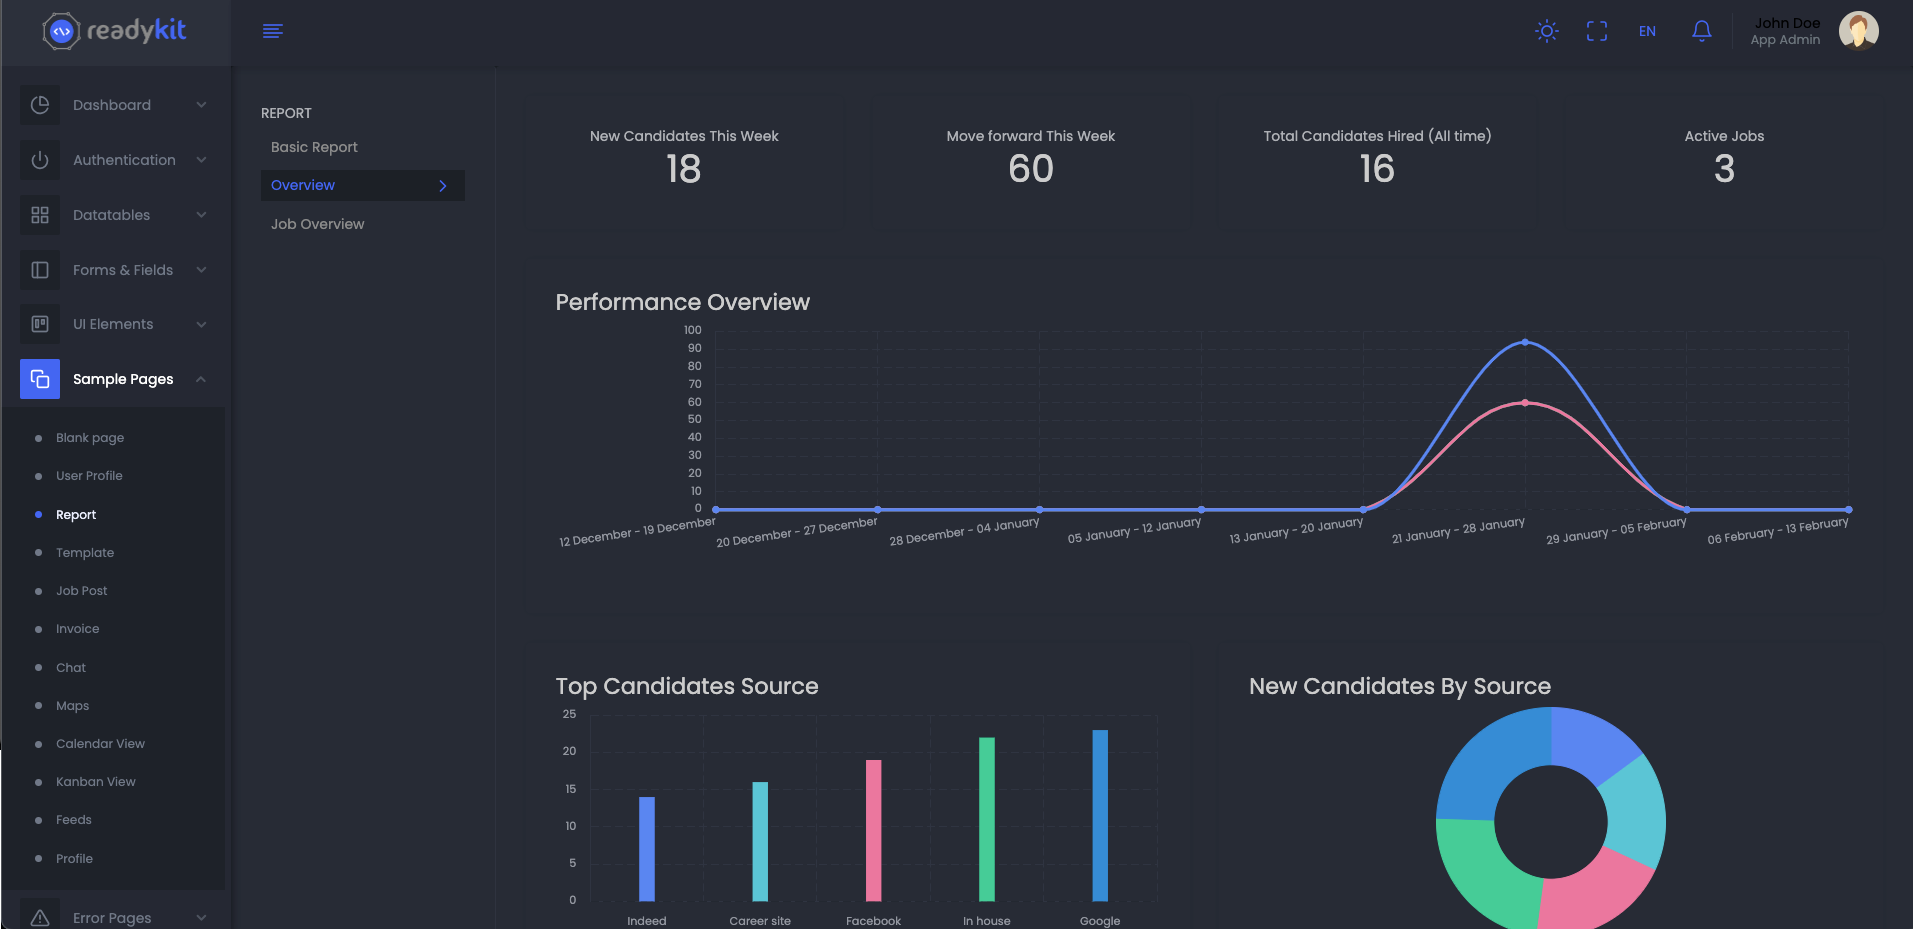 readykit
EN
John Doe
App Admin
Dashboard
Authentication
Datatables
Forms & Fields
UI Elements
Sample Pages
Blank page
User Profile
Report
Template
Job Post
Invoice
Chat
Maps
Calendar View
Kanban View
Feeds
Profile
Error Pages
REPORT
Basic Report
Overview
Job Overview
New Candidates This Week
18
Move forward This Week
60
Total Candidates Hired (All time)
16
Active Jobs
3
Performance Overview
100
90
80
70
60
50
40
30
20
10
0
12 December - 19 December
20 December - 27 December
28 December - 04 January
05 January - 12 January
13 January - 20 January
21 January - 28 January
29 January - 05 February
06 February - 13 February
Top Candidates Source
25
20
15
10
5
0
Indeed
Career site
Facebook
In house
Google
New Candidates By Source